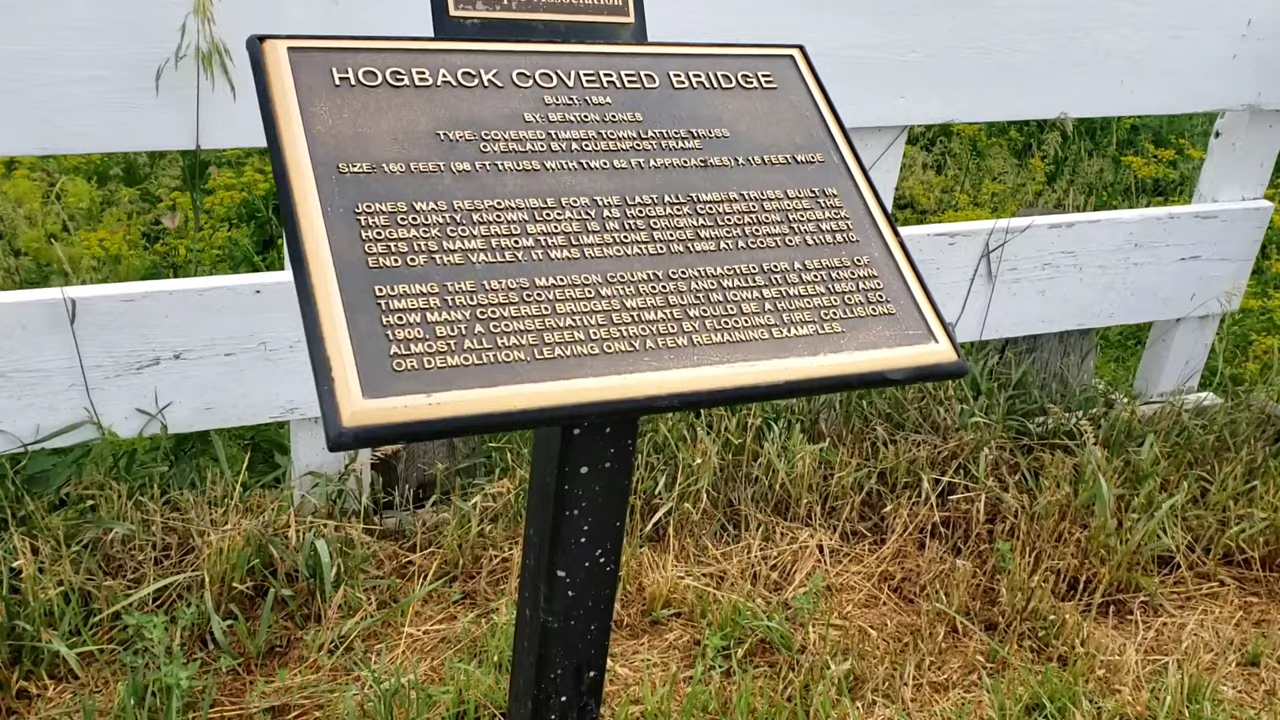 Association
HOGBACK COVERED BRIDGE
BUILT: 1884
BY: BENTON JONES
TYPE: COVERED TIMBER TOWN LATTICE TRUSS
OVERLAID BY A QUEENPOST FRAME
SIZE: 160 FEET (98 FT TRUSS WITH TWO 62 FT APPROACHES) X 15 FEET WIDE
JONES WAS RESPONSIBLE FOR THE LAST ALL-TIMBER TRUSS BUILT IN
THE COUNTY, KNOWN LOCALLY AS HOGBACK COVERED BRIDGE. THE
HOGBACK COVERED BRIDGE IS IN ITS ORIGINAL LOCATION. HOGBACK
GETS ITS NAME FROM THE LIMESTONE RIDGE WHICH FORMS THE WEST
END OF THE VALLEY. IT WAS RENOVATED IN 1992 AT A COST OF $118,810.
DURING THE 1870'S MADISON COUNTY CONTRACTED FOR A SERIES OF
TIMBER TRUSSES COVERED WITH ROOFS AND WALLS. IT IS NOT KNOWN
HOW MANY COVERED BRIDGES WERE BUILT IN IOWA BETWEEN 1850 AND
1900, BUT A CONSERVATIVE ESTIMATE WOULD BE A HUNDRED OR SO.
ALMOST ALL HAVE BEEN DESTROYED BY FLOODING, FIRE, COLLISIONS
OR DEMOLITION, LEAVING ONLY A FEW REMAINING EXAMPLES.